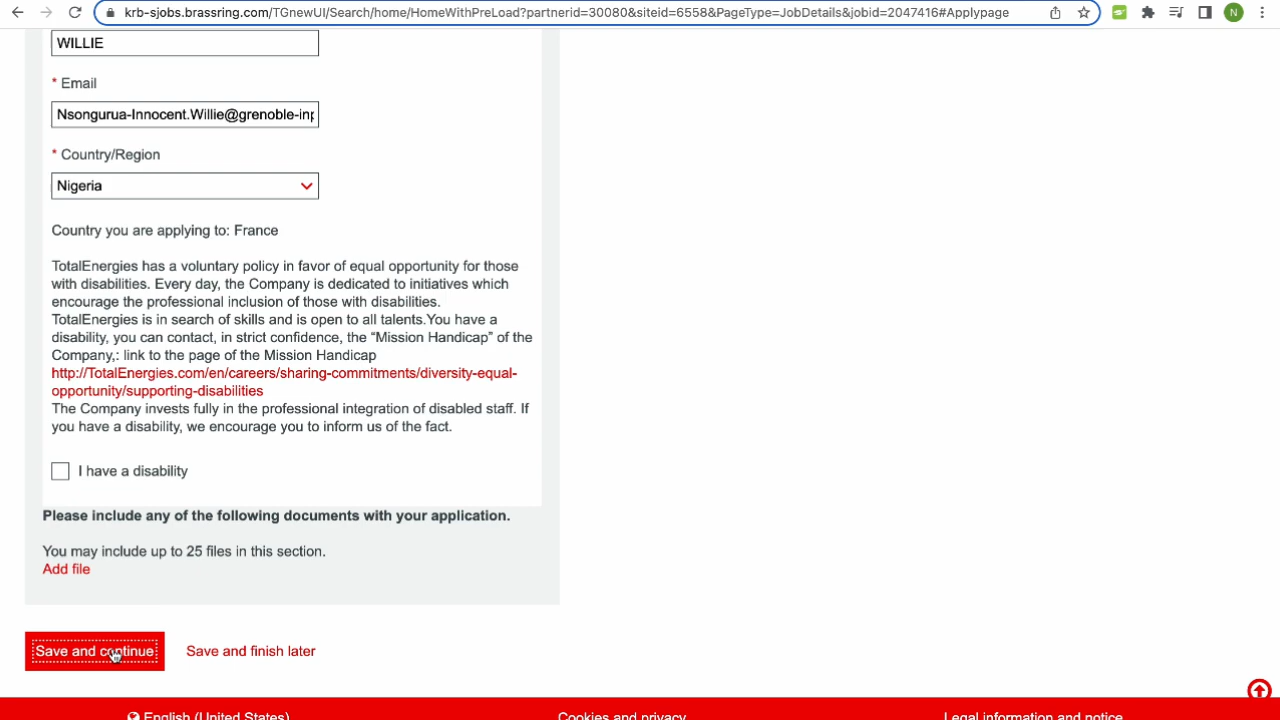 krb-sjobs.brassring.com/TGnewUI/Search/home/HomeWithPreLoad?partnerid=30080&siteid=6558&PageType=JobDetails&jobid=2047416#Applypage
N
WILLIE
* Email
Nsongurua-Innocent.Willie@grenoble-inp
* Country/Region
Nigeria
Country you are applying to: France
TotalEnergies has a voluntary policy in favor of equal opportunity for those
with disabilities. Every day, the Company is dedicated to initiatives which
encourage the professional inclusion of those with disabilities.
TotalEnergies is in search of skills and is open to all talents.You have a
disability, you can contact, in strict confidence, the “Mission Handicap” of the
Company,: link to the page of the Mission Handicap
http://TotalEnergies.com/en/careers/sharing-commitments/diversity-equal-
opportunity/supporting-disabilities
The Company invests fully in the professional integration of disabled staff. If
you have a disability, we encourage you to inform us of the fact.
I have a disability
Please include any of the following documents with your application.
You may include up to 25 files in this section.
Add file
Save and continue
Save and finish later
English (United States)
Cookies and privacy
Legal information and notice